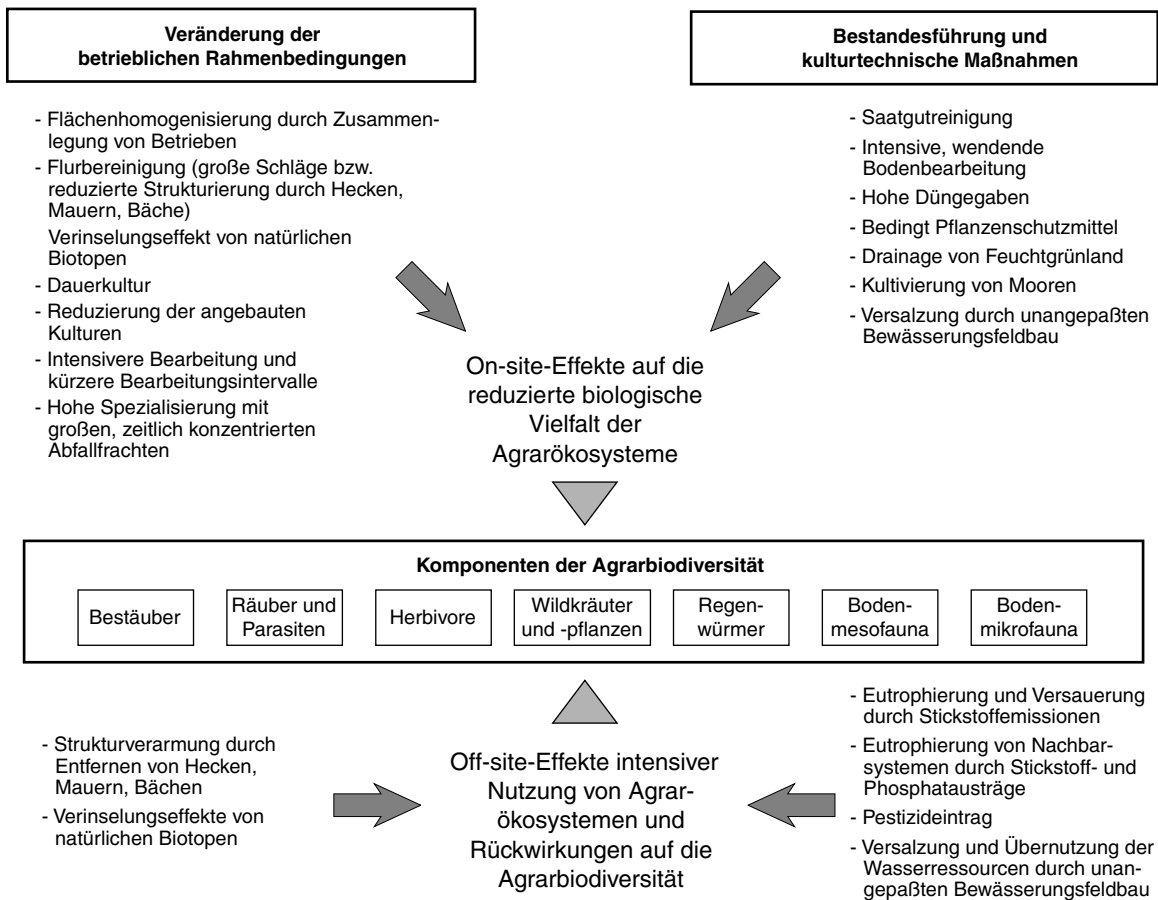 Veränderung der
betrieblichen Rahmenbedingungen
- Flächenhomogenisierung durch Zusammen-
legung von Betrieben
- Flurbereinigung (große Schläge bzw.
reduzierte Strukturierung durch Hecken,
Mauern, Bäche)
Verinselungseffekt von natürlichen
Biotopen
- Dauerkultur
- Reduzierung der angebauten
Kulturen
- Intensivere Bearbeitung und
kürzere Bearbeitungsintervalle
- Hohe Spezialisierung mit
großen, zeitlich konzentrierten
Abfallfrachten
Bestandesführung und
kulturtechnische Maßnahmen
- Saatgutreinigung
- Intensive, wendende
Bodenbearbeitung
- Hohe Düngegaben
- Bedingt Pflanzenschutzmittel
- Drainage von Feuchtgrünland
- Kultivierung von Mooren
- Versalzung durch unangepaßten
Bewässerungsfeldbau
On-site-Effekte auf die
reduzierte biologische
Vielfalt der
Agrarökosysteme
Komponenten der Agrarbiodiversität
Bestäuber
Räuber und
Parasiten
Herbivore
Wildkräuter
und -pflanzen
Regen-
würmer
Boden-
mesofauna
Boden-
mikrofauna
- Strukturverarmung durch
Entfernen von Hecken,
Mauern, Bächen
- Verinselungseffekte von
natürlichen Biotopen
Off-site-Effekte intensiver
Nutzung von Agrar-
ökosystemen und
Rückwirkungen auf die
Agrarbiodiversität
- Eutrophierung und Versauerung
durch Stickstoffemissionen
- Eutrophierung von Nachbar-
systemen durch Stickstoff- und
Phosphatausträge
- Pestizideintrag
- Versalzung und Übernutzung der
Wasserressourcen durch unan-
gepaßten Bewässerungsfeldbau